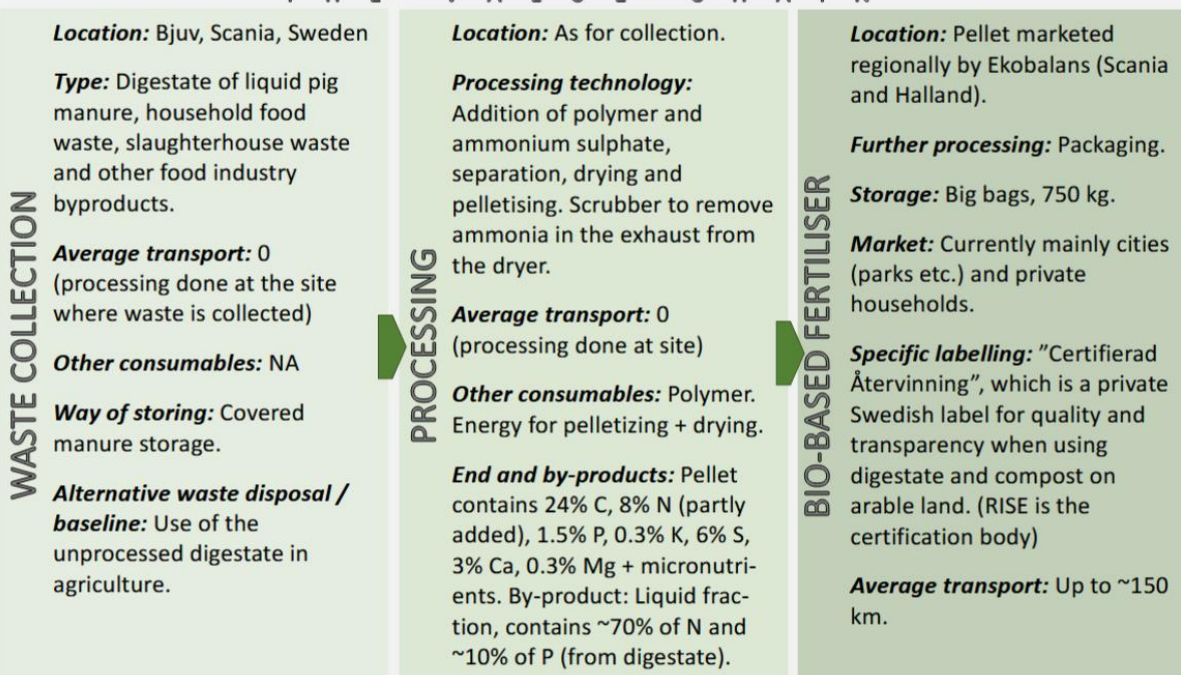 WASTE COLLECTION
Location: Bjuv, Scania, Sweden
Type: Digestate of liquid pig
manure, household food
waste, slaughterhouse waste
and other food industry
byproducts.
Average transport: 0
(processing done at the site
where waste is collected)
Other consumables: NA
Way of storing: Covered
manure storage.
Alternative waste disposal /
baseline: Use of the
unprocessed digestate in
agriculture.
PROCESSING
Location: As for collection.
Processing technology:
Addition of polymer and
ammonium sulphate,
separation, drying and
pelletising. Scrubber to remove
ammonia in the exhaust from
the dryer.
Average transport: 0
(processing done at site)
Other consumables: Polymer.
Energy for pelletizing + drying.
End and by-products: Pellet
contains 24% C, 8% N (partly
added), 1.5% P, 0.3% K, 6% S,
3% Ca, 0.3% Mg + micronutri-
ents. By-product: Liquid frac-
tion, contains ~70% of N and
~10% of P (from digestate).
BIO-BASED FERTILISER
Location: Pellet marketed
regionally by Ekobalans (Scania
and Halland).
Further processing: Packaging.
Storage: Big bags, 750 kg.
Market: Currently mainly cities
(parks etc.) and private
households.
Specific labelling: ”Certifierad
Återvinning”, which is a private
Swedish label for quality and
transparency when using
digestate and compost on
arable land. (RISE is the
certification body)
Average transport: Up to ~150
km.